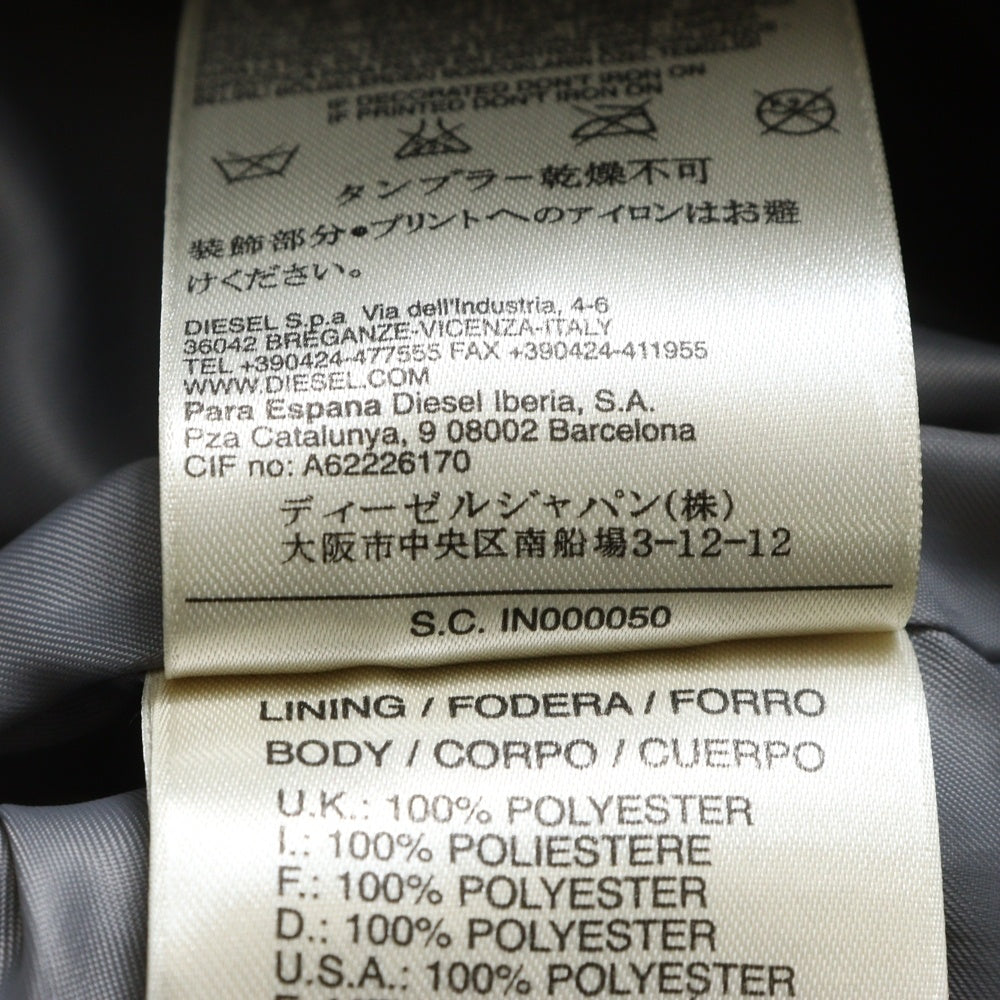 IF DECORATED DON'T IRON ON
IF PRINTED DON'T IRON ON
タンブラー乾燥不可
装飾部分•プリントへのアイロンはお避
けください。
DIESEL S.p.a Via dell'Industria, 4-6
36042 BREGANZE-VICENZA-ITALY
TEL +390424-477555 FAX +390424-411955
WWW.DIESEL.COM
Para Espana Diesel Iberia, S.A.
Pza Catalunya, 9 08002 Barcelona
CIF no: A62226170
ディーゼルジャパン(株)
大阪市中央区南船場3-12-12
S.C. IN000050
LINING / FODERA / FORRO
BODY / CORPO / CUERPO
U.K.: 100% POLYESTER
I.: 100% POLIESTERE
F.: 100% POLYESTER
D.: 100% POLYESTER
U.S.A.: 100% POLYESTER